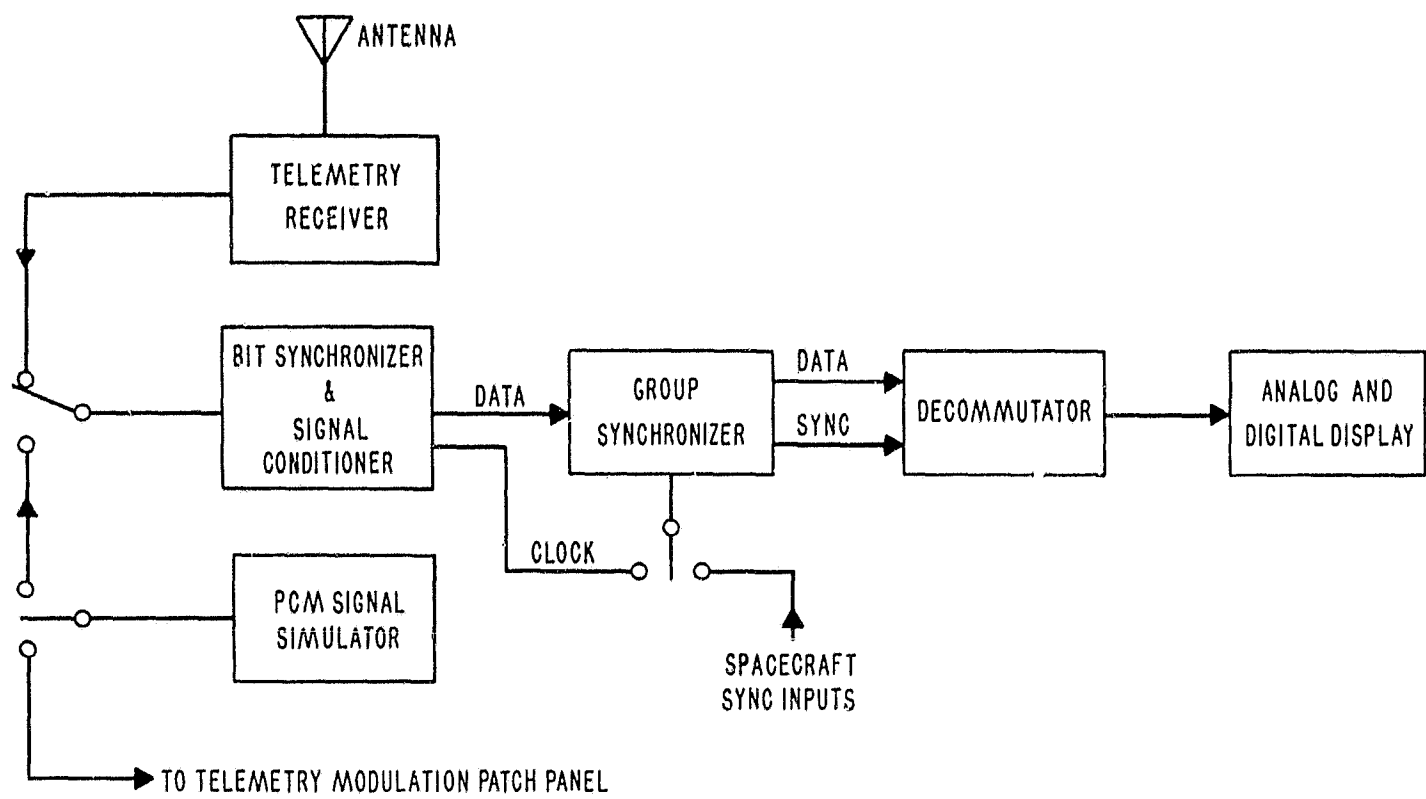 ANTENNA
TELEMETRY
RECEIVER
BIT SYNCHRONIZER
&
SIGNAL
CONDITIONER
DATA
GROUP
SYNCHRONIZER
DATA
SYNC
DECOMMUTATOR
ANALOG AND
DIGITAL DISPLAY
CLOCK
PCM SIGNAL
SIMULATOR
SPACECRAFT
SYNC INPUTS
TO TELEMETRY MODULATION PATCH PANEL